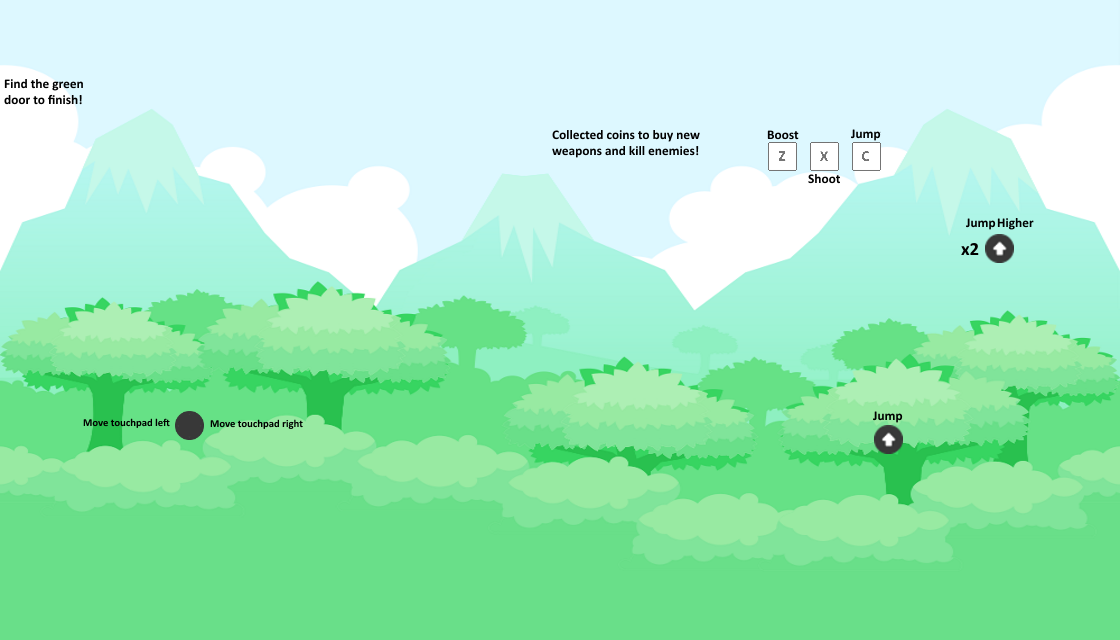 Find the green
door to finish!
Collected coins to buy new
weapons and kill enemies!
Boost
Jump
Z
X
C
Shoot
Jump Higher
x2
Jump
Move touchpad left
Move touchpad right